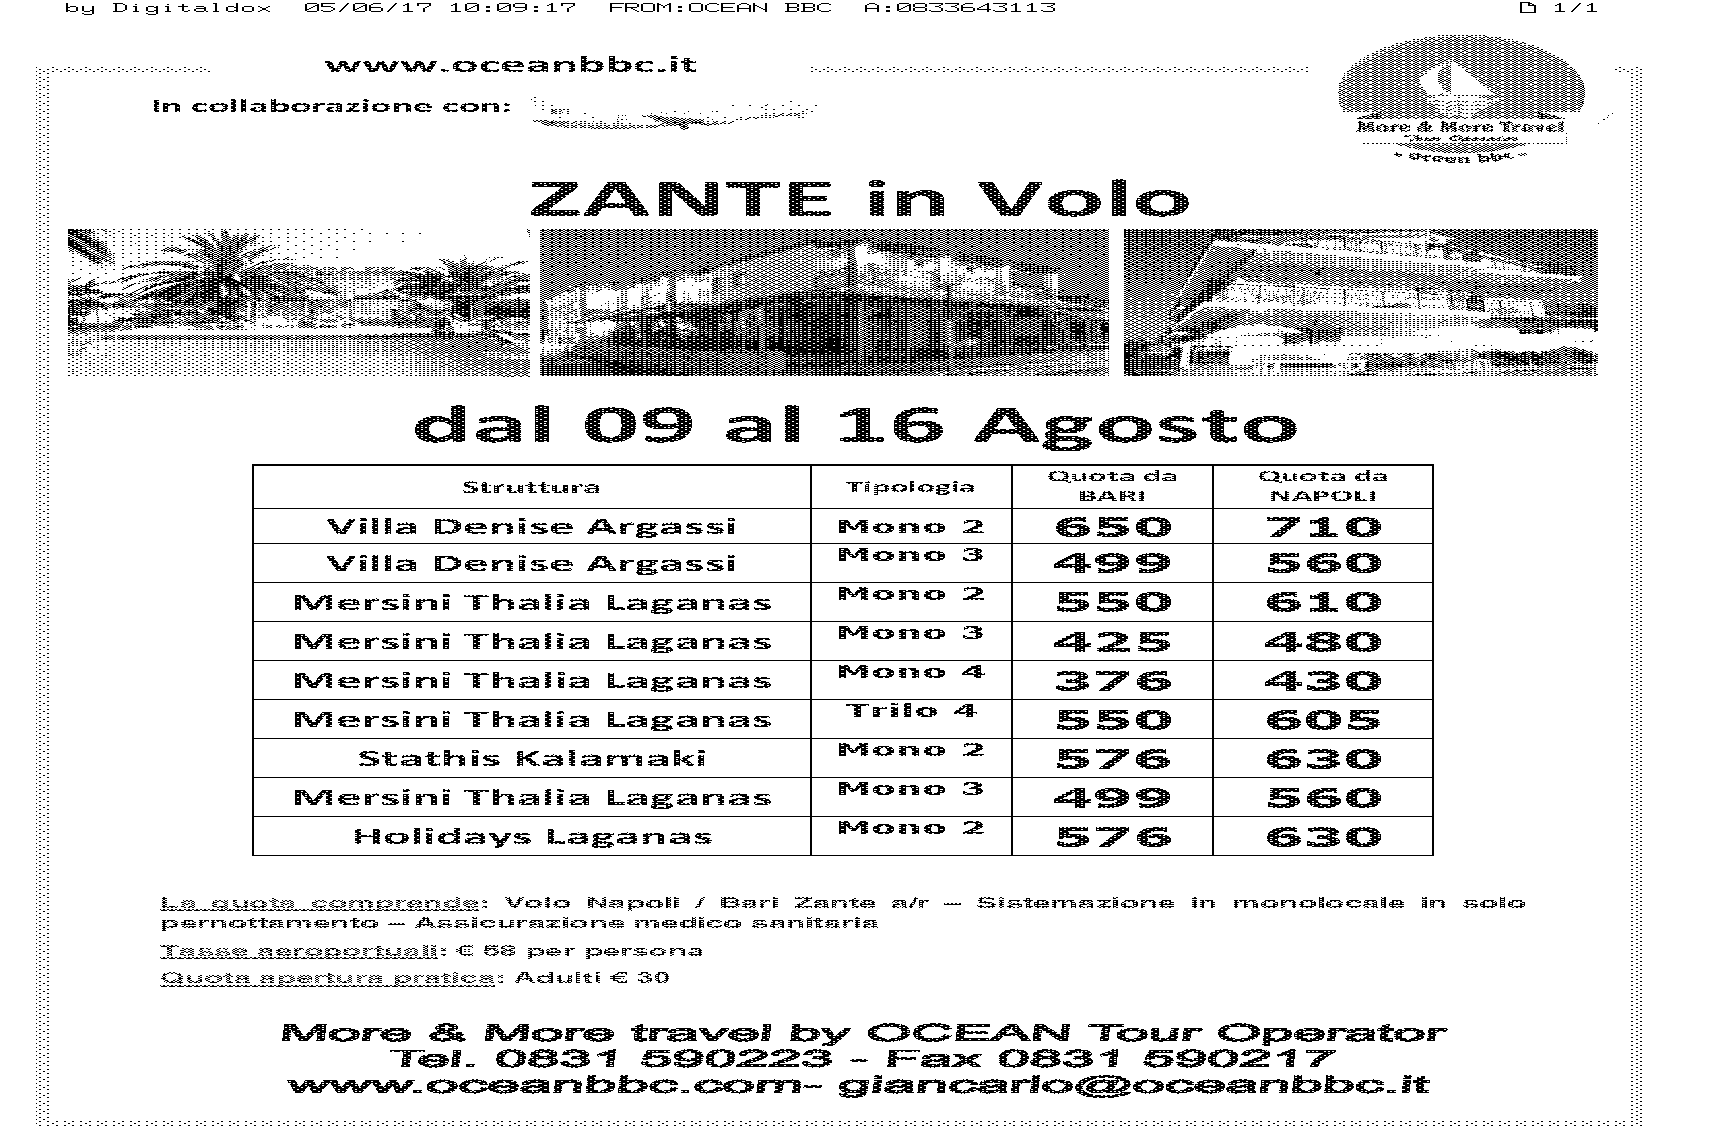 by Digitaldox 05/06/17 10:09:17 FROM:OCEAN BBC A:0833643113 1/1
www.oceanbbc.it
In collaborazione con:
More & More Travel
"Ocean bbc"
ZANTE in Volo
dal 09 al 16 Agosto
Struttura Tipologia Quota da BARI Quota da NAPOLI
Villa Denise Argassi Mono 2 650 710
Villa Denise Argassi Mono 3 499 560
Mersini Thalia Laganas Mono 2 550 610
Mersini Thalia Laganas Mono 3 425 480
Mersini Thalia Laganas Mono 4 376 430
Mersini Thalia Laganas Trilo 4 550 605
Stathis Kalamaki Mono 2 576 630
Mersini Thalia Laganas Mono 3 499 560
Holidays Laganas Mono 2 576 630
La quota comprende: Volo Napoli / Bari Zante a/r – Sistemazione in monolocale in solo
pernottamento – Assicurazione medico sanitaria
Tasse aeroportuali: € 58 per persona
Quota apertura pratica: Adulti € 30
More & More travel by OCEAN Tour Operator
Tel. 0831 590223 - Fax 0831 590217
www.oceanbbc.com- giancarlo@oceanbbc.it